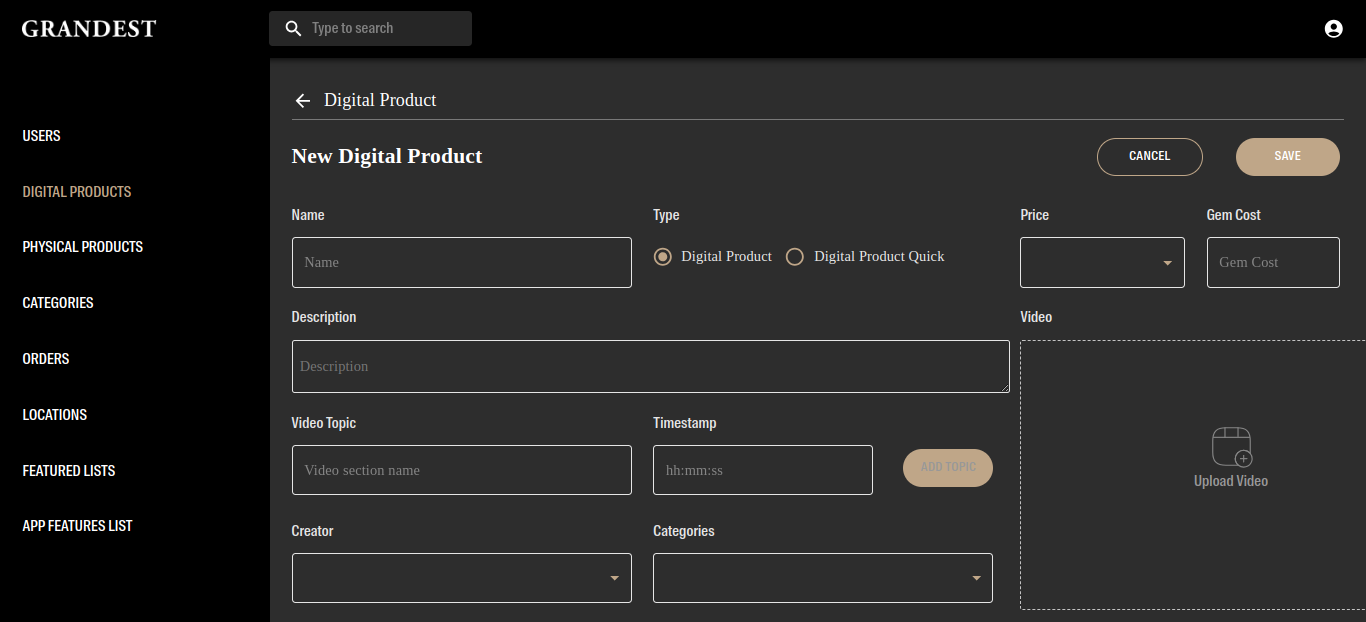 GRANDEST
Type to search
USERS
DIGITAL PRODUCTS
PHYSICAL PRODUCTS
CATEGORIES
ORDERS
LOCATIONS
FEATURED LISTS
APP FEATURES LIST
Digital Product
New Digital Product
CANCEL
SAVE
Name
Type
Price
Gem Cost
Name
Digital Product
Digital Product Quick
Gem Cost
Description
Video
Description
Video Topic
Timestamp
Video section name
hh:mm:ss
ADD TOPIC
Upload Video
Creator
Categories